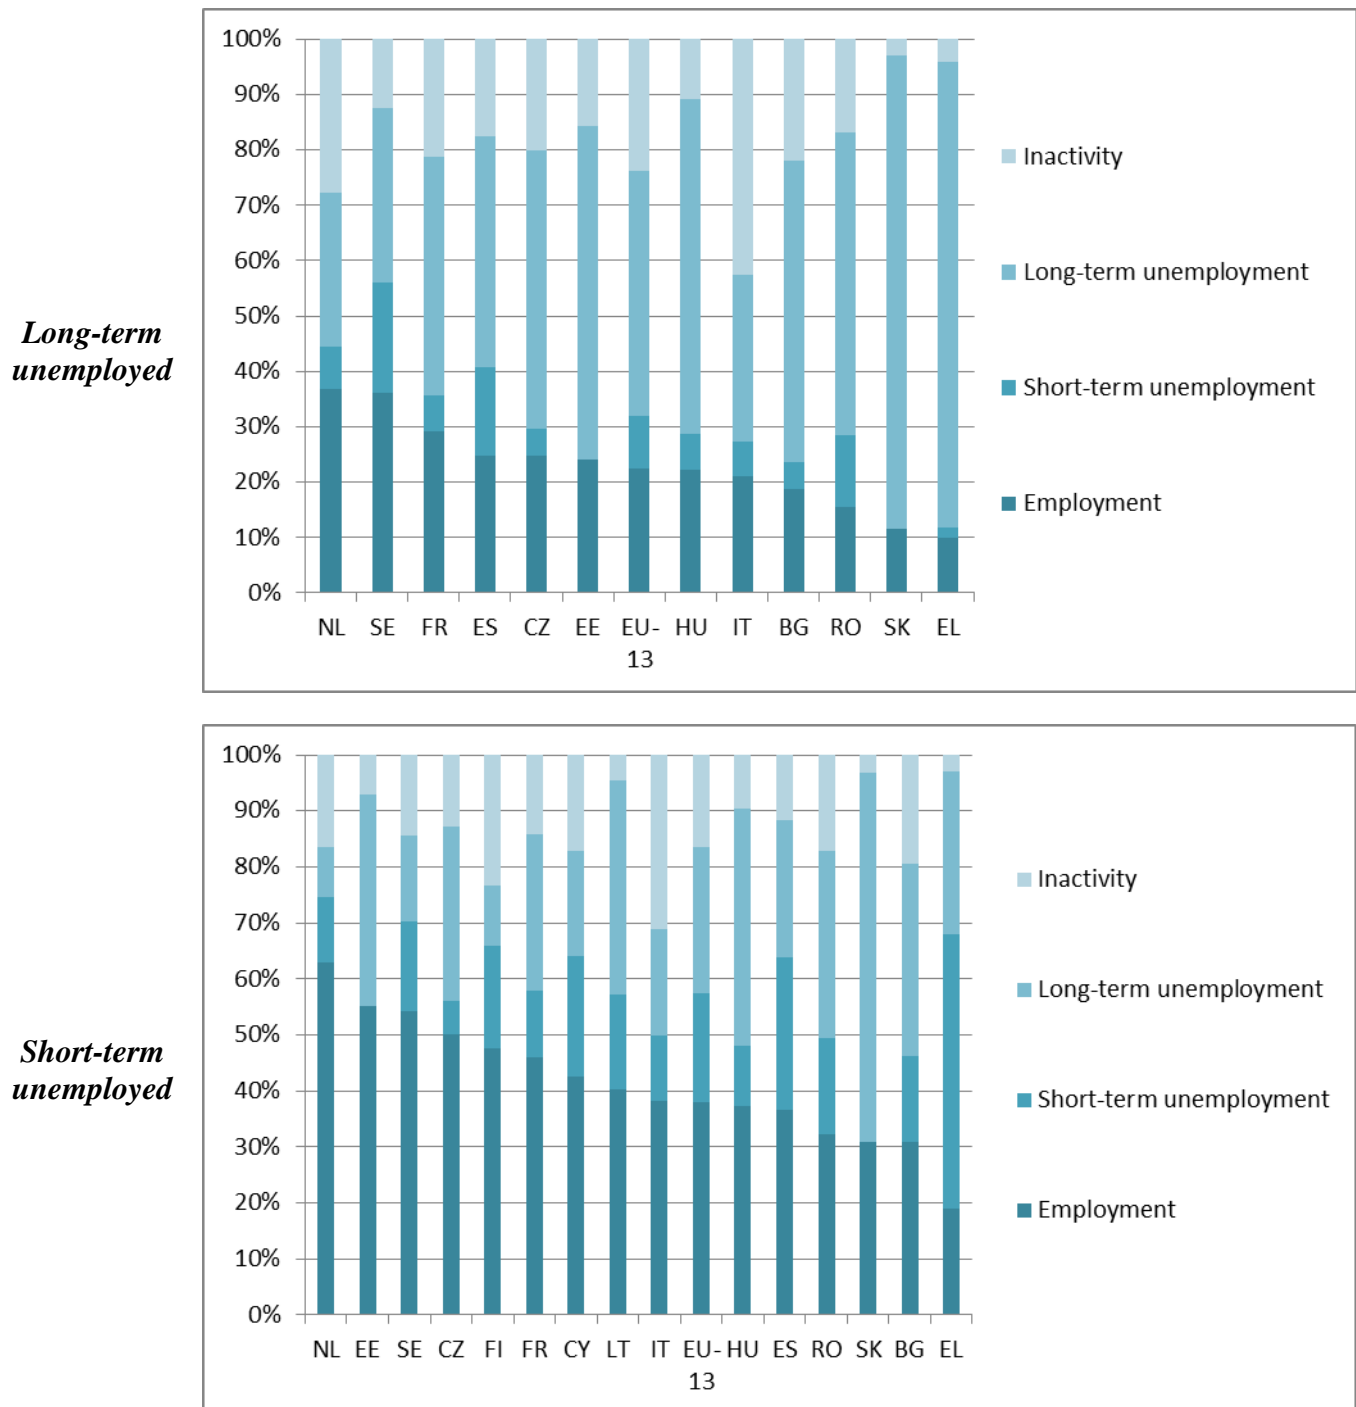 Long-term
unemployed
100%
90%
80%
70%
60%
50%
40%
30%
20%
10%
0%
NL SE FR ES CZ EE EU- HU IT BG RO SK EL
13
Inactivity
Long-term unemployment
Short-term unemployment
Employment
Short-term
unemployed
100%
90%
80%
70%
60%
50%
40%
30%
20%
10%
0%
NL EE SE CZ FI FR CY LT IT EU- HU ES RO SK BG EL
13
Inactivity
Long-term unemployment
Short-term unemployment
Employment